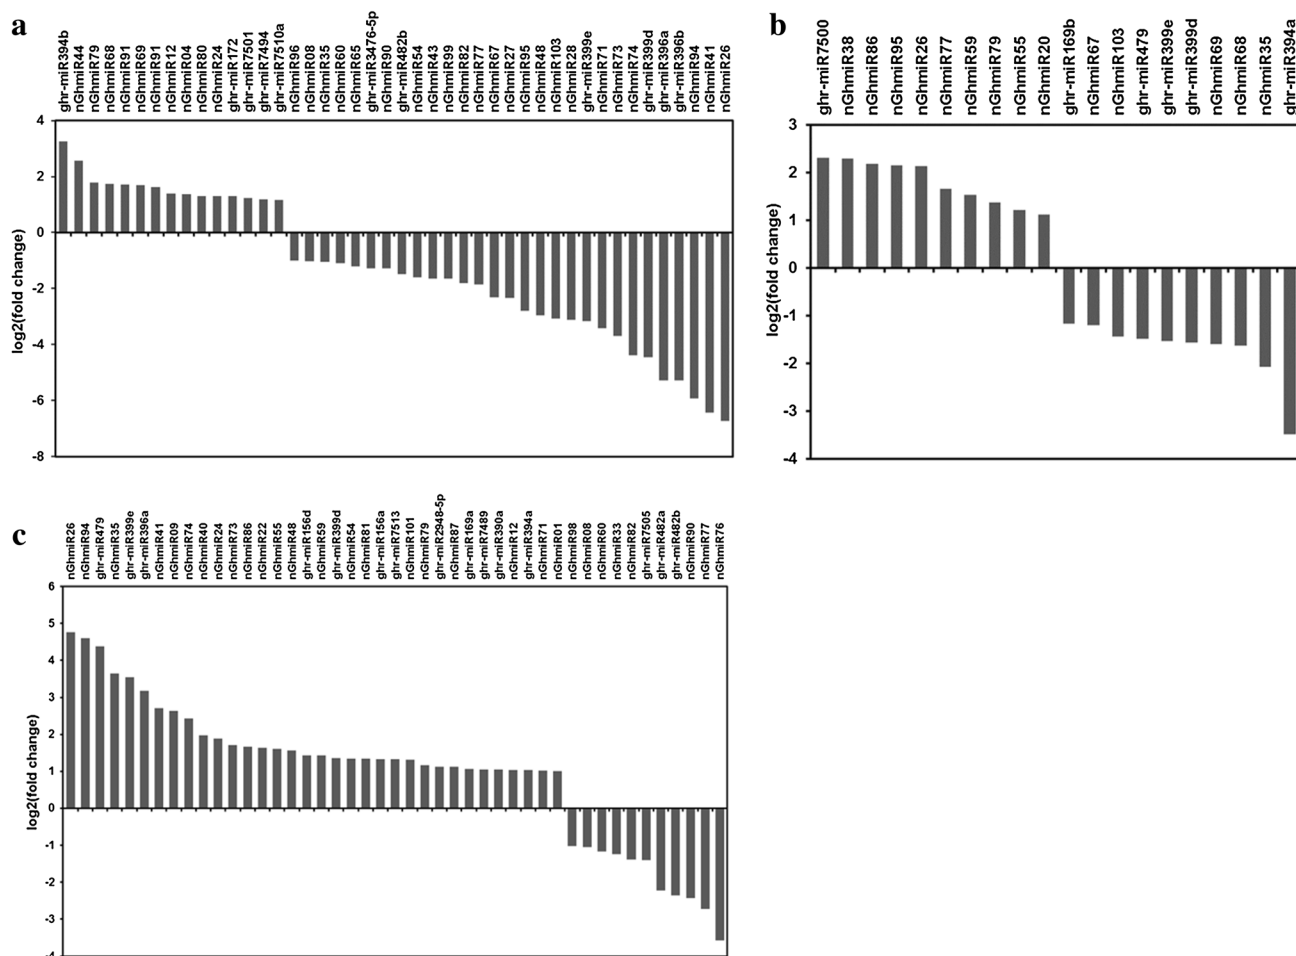 a
ghr-miR394b
nGhmiR44
nGhmiR79
nGhmiR68
nGhmiR91
nGhmiR69
nGhmiR91
nGhmiR12
nGhmiR04
nGhmiR80
nGhmiR24
ghr-miR172
ghr-miR7501
ghr-miR7494
ghr-miR7510a
nGhmiR96
nGhmiR08
nGhmiR35
nGhmiR60
nGhmiR65
ghr-miR3476-5p
nGhmiR90
ghr-miR482b
nGhmiR54
nGhmiR43
nGhmiR99
nGhmiR82
nGhmiR77
nGhmiR67
nGhmiR27
nGhmiR95
nGhmiR48
nGhmiR103
nGhmiR28
ghr-miR399e
nGhmiR71
nGhmiR73
nGhmiR74
ghr-miR399d
ghr-miR396a
ghr-miR396b
nGhmiR94
nGhmiR41
nGhmiR26
log2(fold change)
4
2
0
-2
-4
-6
-8
b
ghr-miR7500
nGhmiR38
nGhmiR86
nGhmiR95
nGhmiR26
nGhmiR77
nGhmiR59
nGhmiR79
nGhmiR55
nGhmiR20
ghr-miR169b
nGhmiR67
nGhmiR103
ghr-miR479
ghr-miR399e
ghr-miR399d
nGhmiR69
nGhmiR68
nGhmiR35
ghr-miR394a
log2(fold change)
3
2
1
0
-1
-2
-3
-4
c
nGhmiR26
nGhmiR94
ghr-miR479
nGhmiR35
ghr-miR399e
ghr-miR396a
nGhmiR41
nGhmiR09
nGhmiR74
nGhmiR40
nGhmiR24
nGhmiR73
nGhmiR86
nGhmiR22
nGhmiR55
nGhmiR48
ghr-miR156d
nGhmiR59
ghr-miR399d
nGhmiR54
nGhmiR81
ghr-miR156a
ghr-miR7513
nGhmiR101
nGhmiR79
ghr-miR2948-5p
nGhmiR87
ghr-miR169a
ghr-miR7489
ghr-miR390a
nGhmiR12
ghr-miR394a
nGhmiR71
nGhmiR01
nGhmiR98
nGhmiR08
nGhmiR60
nGhmiR33
nGhmiR82
ghr-miR7505
ghr-miR482a
ghr-miR482b
nGhmiR90
nGhmiR77
nGhmiR76
log2(fold change)
6
5
4
3
2
1
0
-1
-2
-3
-4